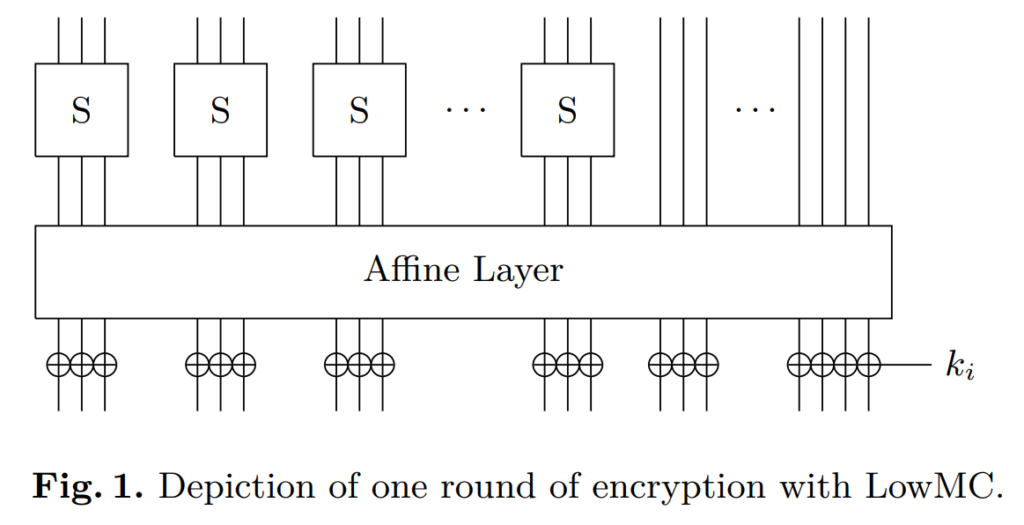 S S S ··· S ···
Affine Layer
k_i
Fig. 1. Depiction of one round of encryption with LowMC.